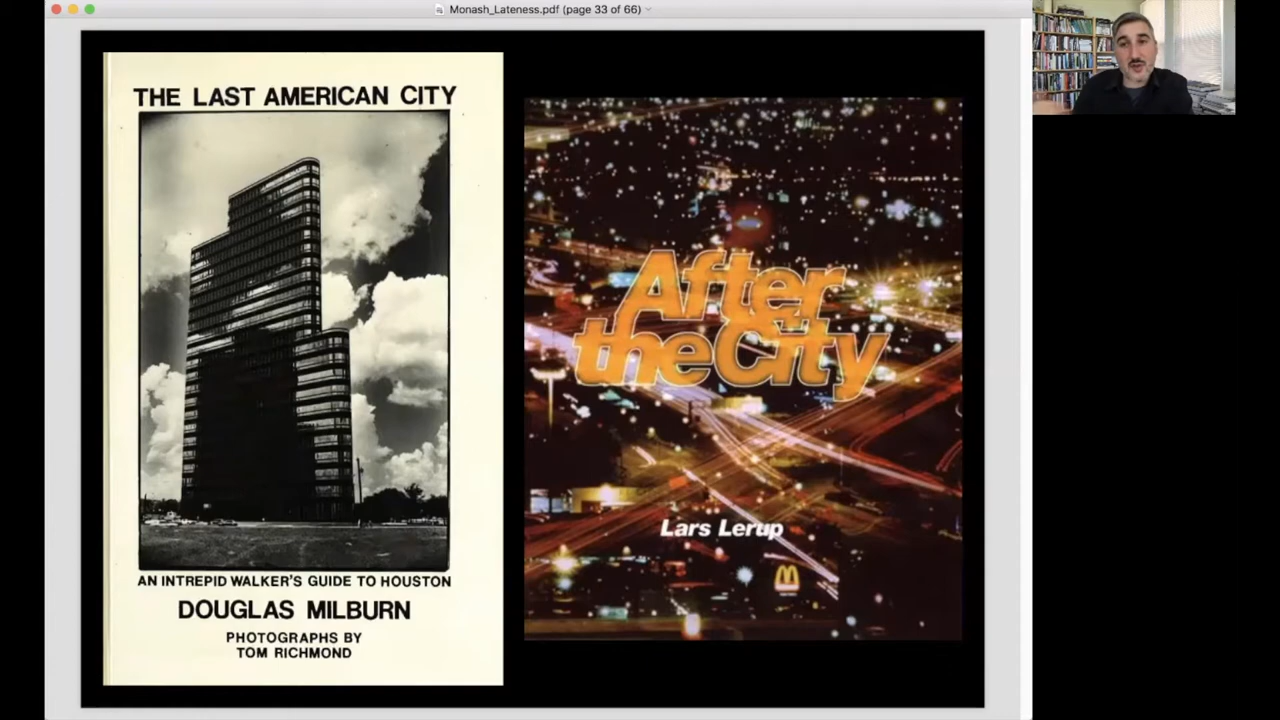 Monash_Lateness.pdf (page 33 of 66)
THE LAST AMERICAN CITY
AN INTREPID WALKER'S GUIDE TO HOUSTON
DOUGLAS MILBURN
PHOTOGRAPHS BY
TOM RICHMOND
After
the City
Lars Lerup